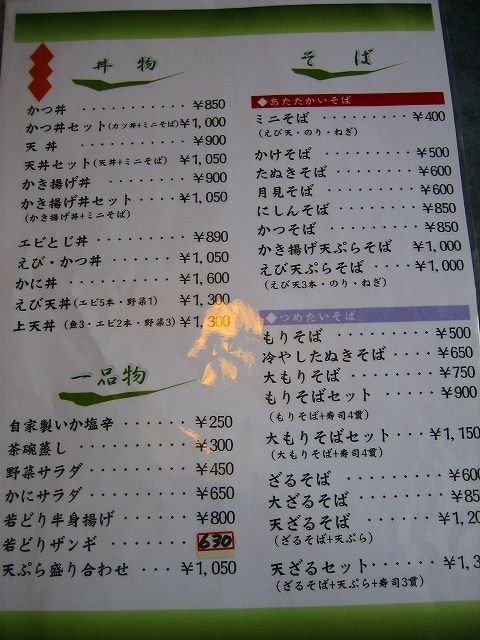 丼物
かつ丼 ・・・・・・・・・・・ ¥850
かつ丼セット(カツ丼+ミニそば) ¥1,000
天丼 ・・・・・・・・・・・ ¥900
天丼セット(天丼+ミニそば) ¥1,050
かき揚げ丼 ・・・・・・・・ ¥900
かき揚げ丼セット・・・・ ¥1,050
(かき揚げ丼+ミニそば)
エビとじ丼 ・・・・・・・・ ¥890
えび・かつ丼 ・・・・・・ ¥1,050
かに丼 ・・・・・・・・・・ ¥1,600
えび天丼(エビ5本・野菜1) ¥1,300
上天丼 (魚3・エビ2本・野菜3) ¥1,300
一品物
自家製いか塩辛 ・・・・・・ ¥250
茶碗蒸し ・・・・・・・・・・ ¥300
野菜サラダ ・・・・・・・・ ¥450
かにサラダ ・・・・・・・・ ¥650
若どり半身揚げ ・・・・・・ ¥800
若どりザンギ ・・・・・・・ 630
天ぷら盛り合わせ ・・・ ¥1,050
そば
◆あたたかいそば
ミニそば ・・・・・・・・・ ¥400
(えび天・のり・ねぎ)
かけそば ・・・・・・・・・ ¥500
たぬきそば ・・・・・・・ ¥600
月見そば ・・・・・・・・・ ¥600
にしんそば ・・・・・・・ ¥850
かつそば ・・・・・・・・・ ¥850
かき揚げ天ぷらそば ¥1,000
えび天ぷらそば ・・・ ¥1,000
(えび天3本・のり・ねぎ)
◆つめたいそば
もりそば ・・・・・・・・・ ¥500
冷やしたぬきそば ・・・・ ¥650
大もりそば ・・・・・・・ ¥750
もりそばセット ・・・・・ ¥900
(もりそば+寿司4貫)
大もりそばセット・・・・ ¥1,150
(大もりそば+寿司4貫)
ざるそば ・・・・・・・・・ ¥600
大ざるそば ・・・・・・・ ¥85
天ざるそば ・・・・・・ ¥1,20
(ざるそば+天ぷら)
天ざるセット・・・・・ ¥1,3
(ざるそば+天ぷら+寿司3貫)